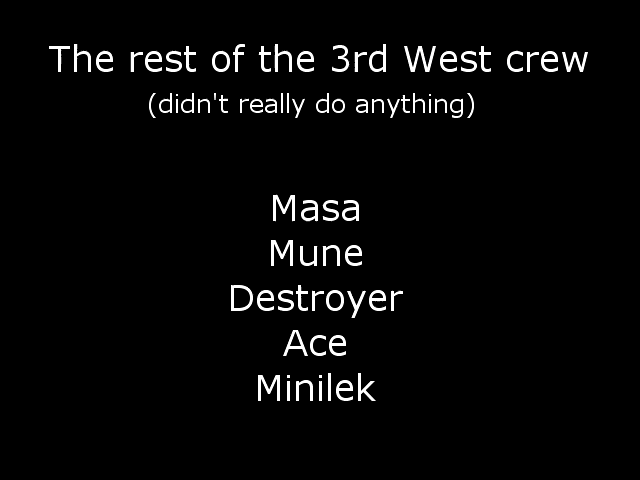 The rest of the 3rd West crew
(didn't really do anything)
Masa
Mune
Destroyer
Ace
Minilek